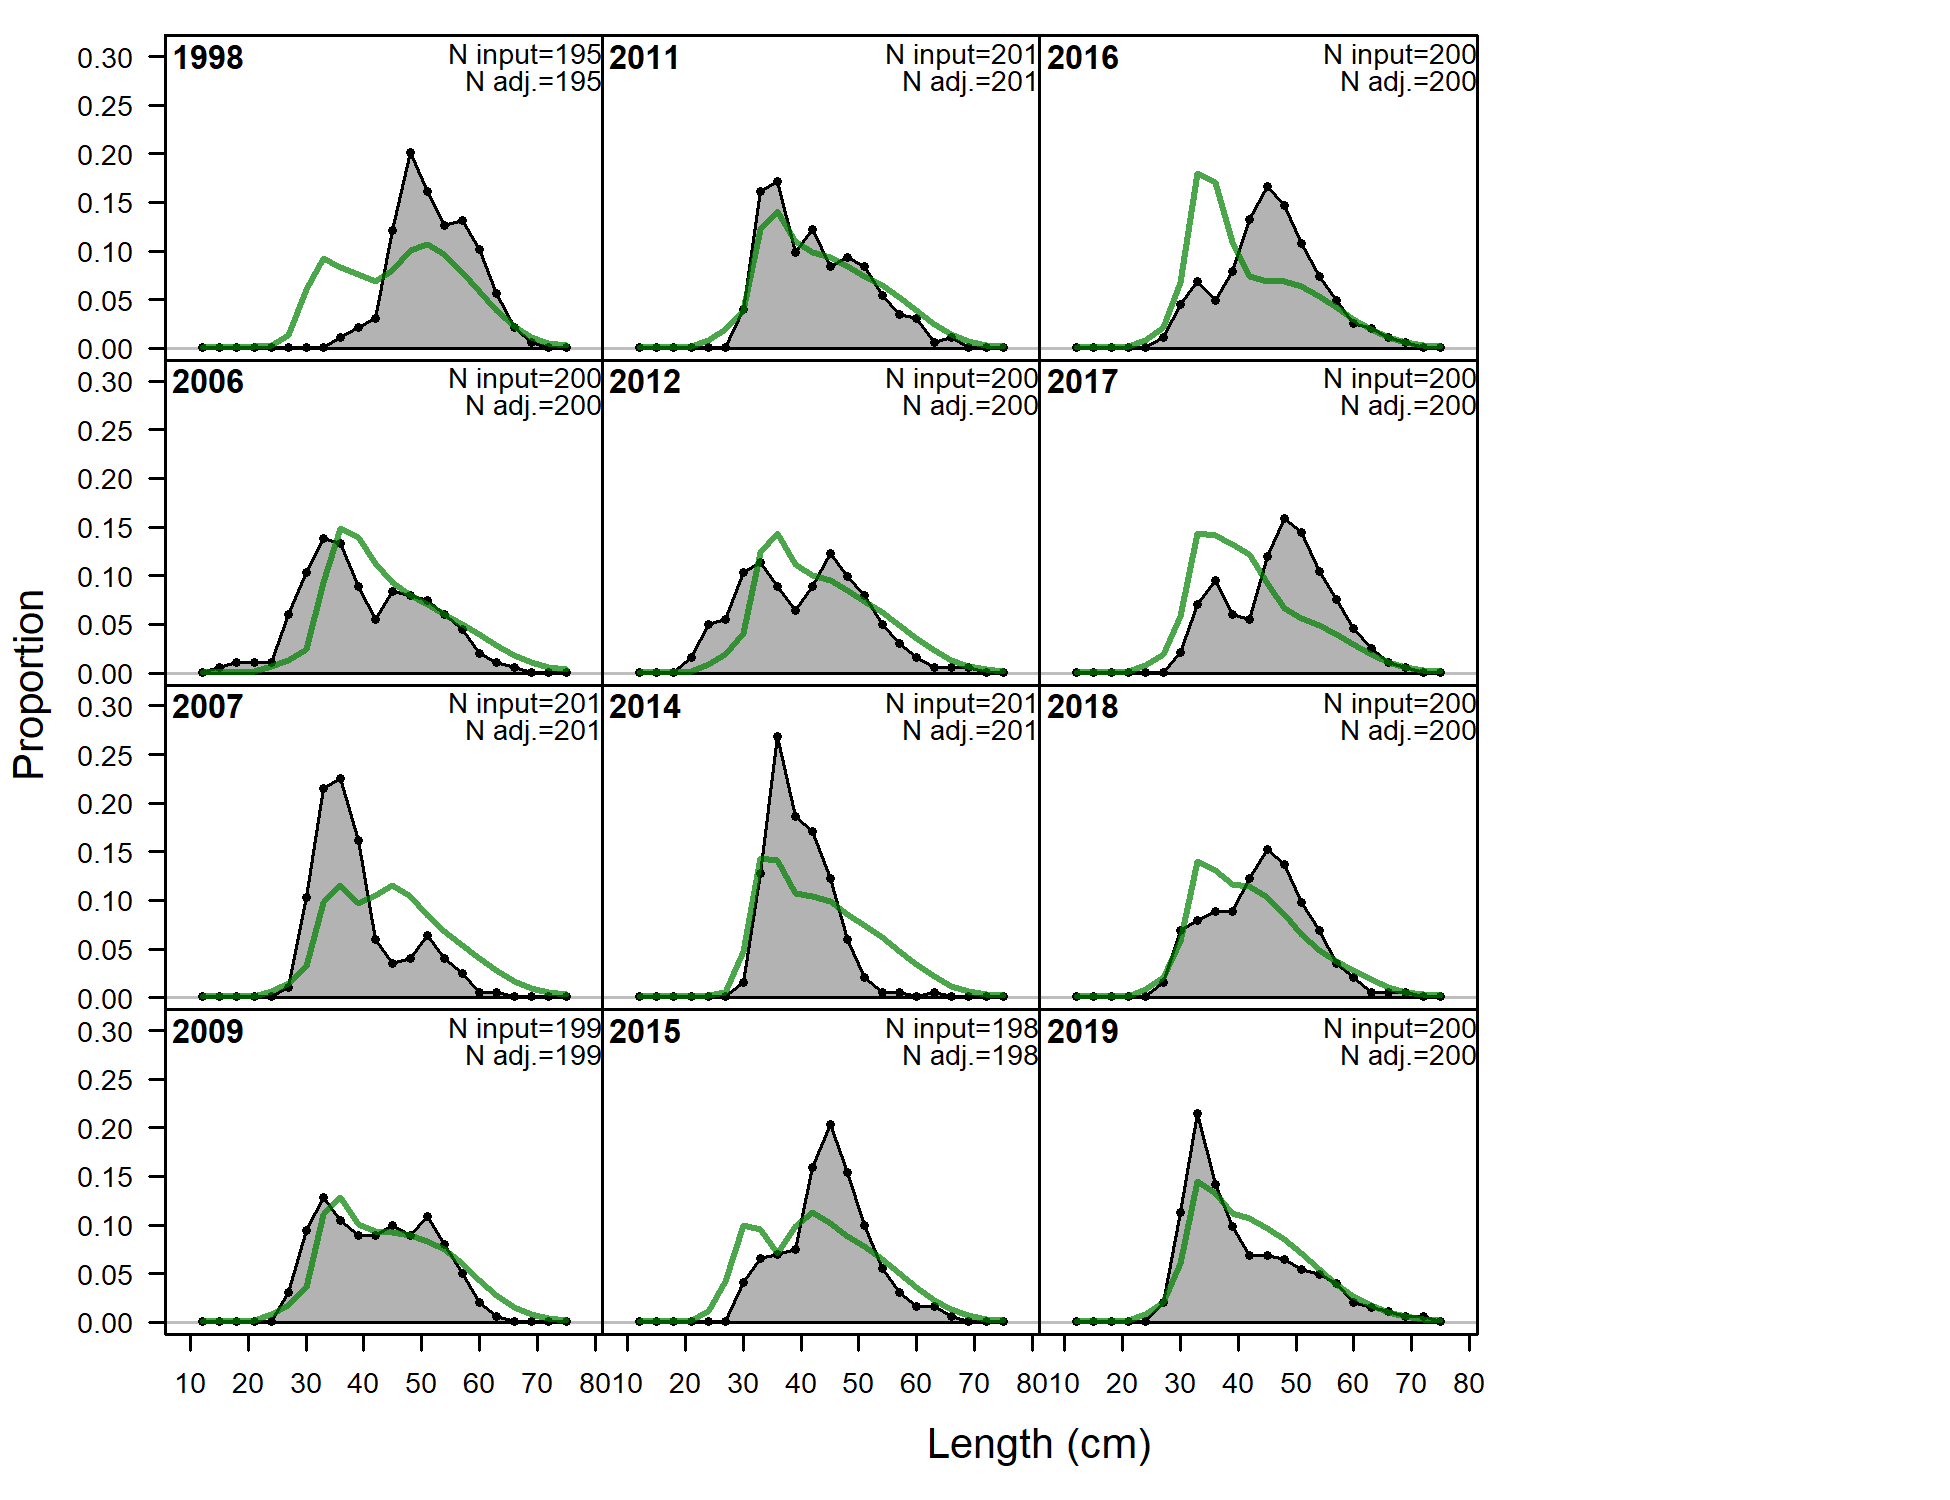 Proportion
0.30
0.25
0.20
0.15
0.10
0.05
0.00
1998
N input=195
N adj.=195
2011
N input=201
N adj.=201
2016
N input=200
N adj.=200
0.30
0.25
0.20
0.15
0.10
0.05
0.00
2006
N input=200
N adj.=200
2012
N input=200
N adj.=200
2017
N input=200
N adj.=200
0.30
0.25
0.20
0.15
0.10
0.05
0.00
2007
N input=201
N adj.=201
2014
N input=201
N adj.=201
2018
N input=200
N adj.=200
0.30
0.25
0.20
0.15
0.10
0.05
0.00
2009
N input=199
N adj.=199
2015
N input=198
N adj.=198
2019
N input=200
N adj.=200
10 20 30 40 50 60 70 80 10 20 30 40 50 60 70 80 10 20 30 40 50 60 70 80
Length (cm)